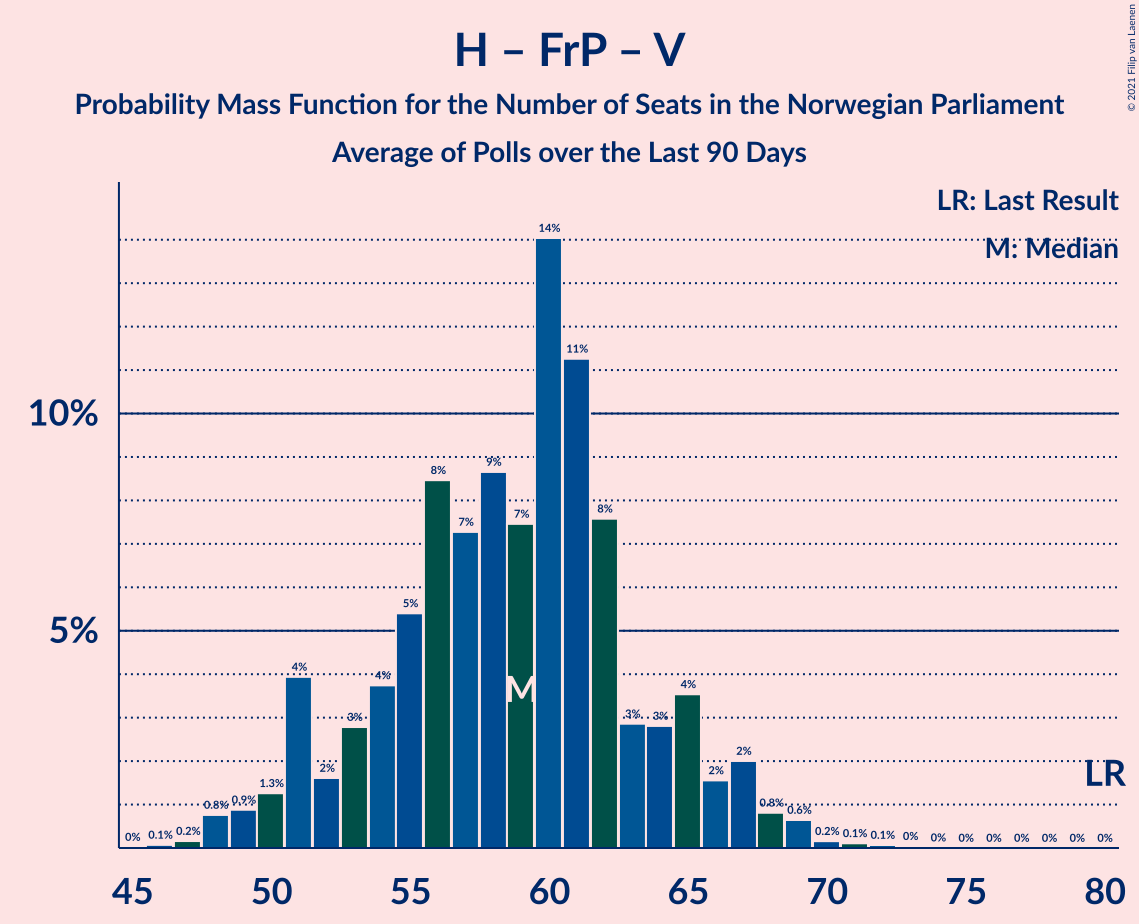 H – FrP – V
Probability Mass Function for the Number of Seats in the Norwegian Parliament
Average of Polls over the Last 90 Days
© 2021 Filip van Laenen
LR: Last Result
M: Median
10%
5%
0% 0.1% 0.2% 0.8% 0.9% 1.3% 4% 2% 3% 4% 5% 8% 7% 9% 7% 14% 11% 8% 3% 3% 4% 2% 2% 0.8% 0.6% 0.2% 0.1% 0.1% 0% 0% 0% 0% 0% 0% 0% 0%
M
LR
45 50 55 60 65 70 75 80